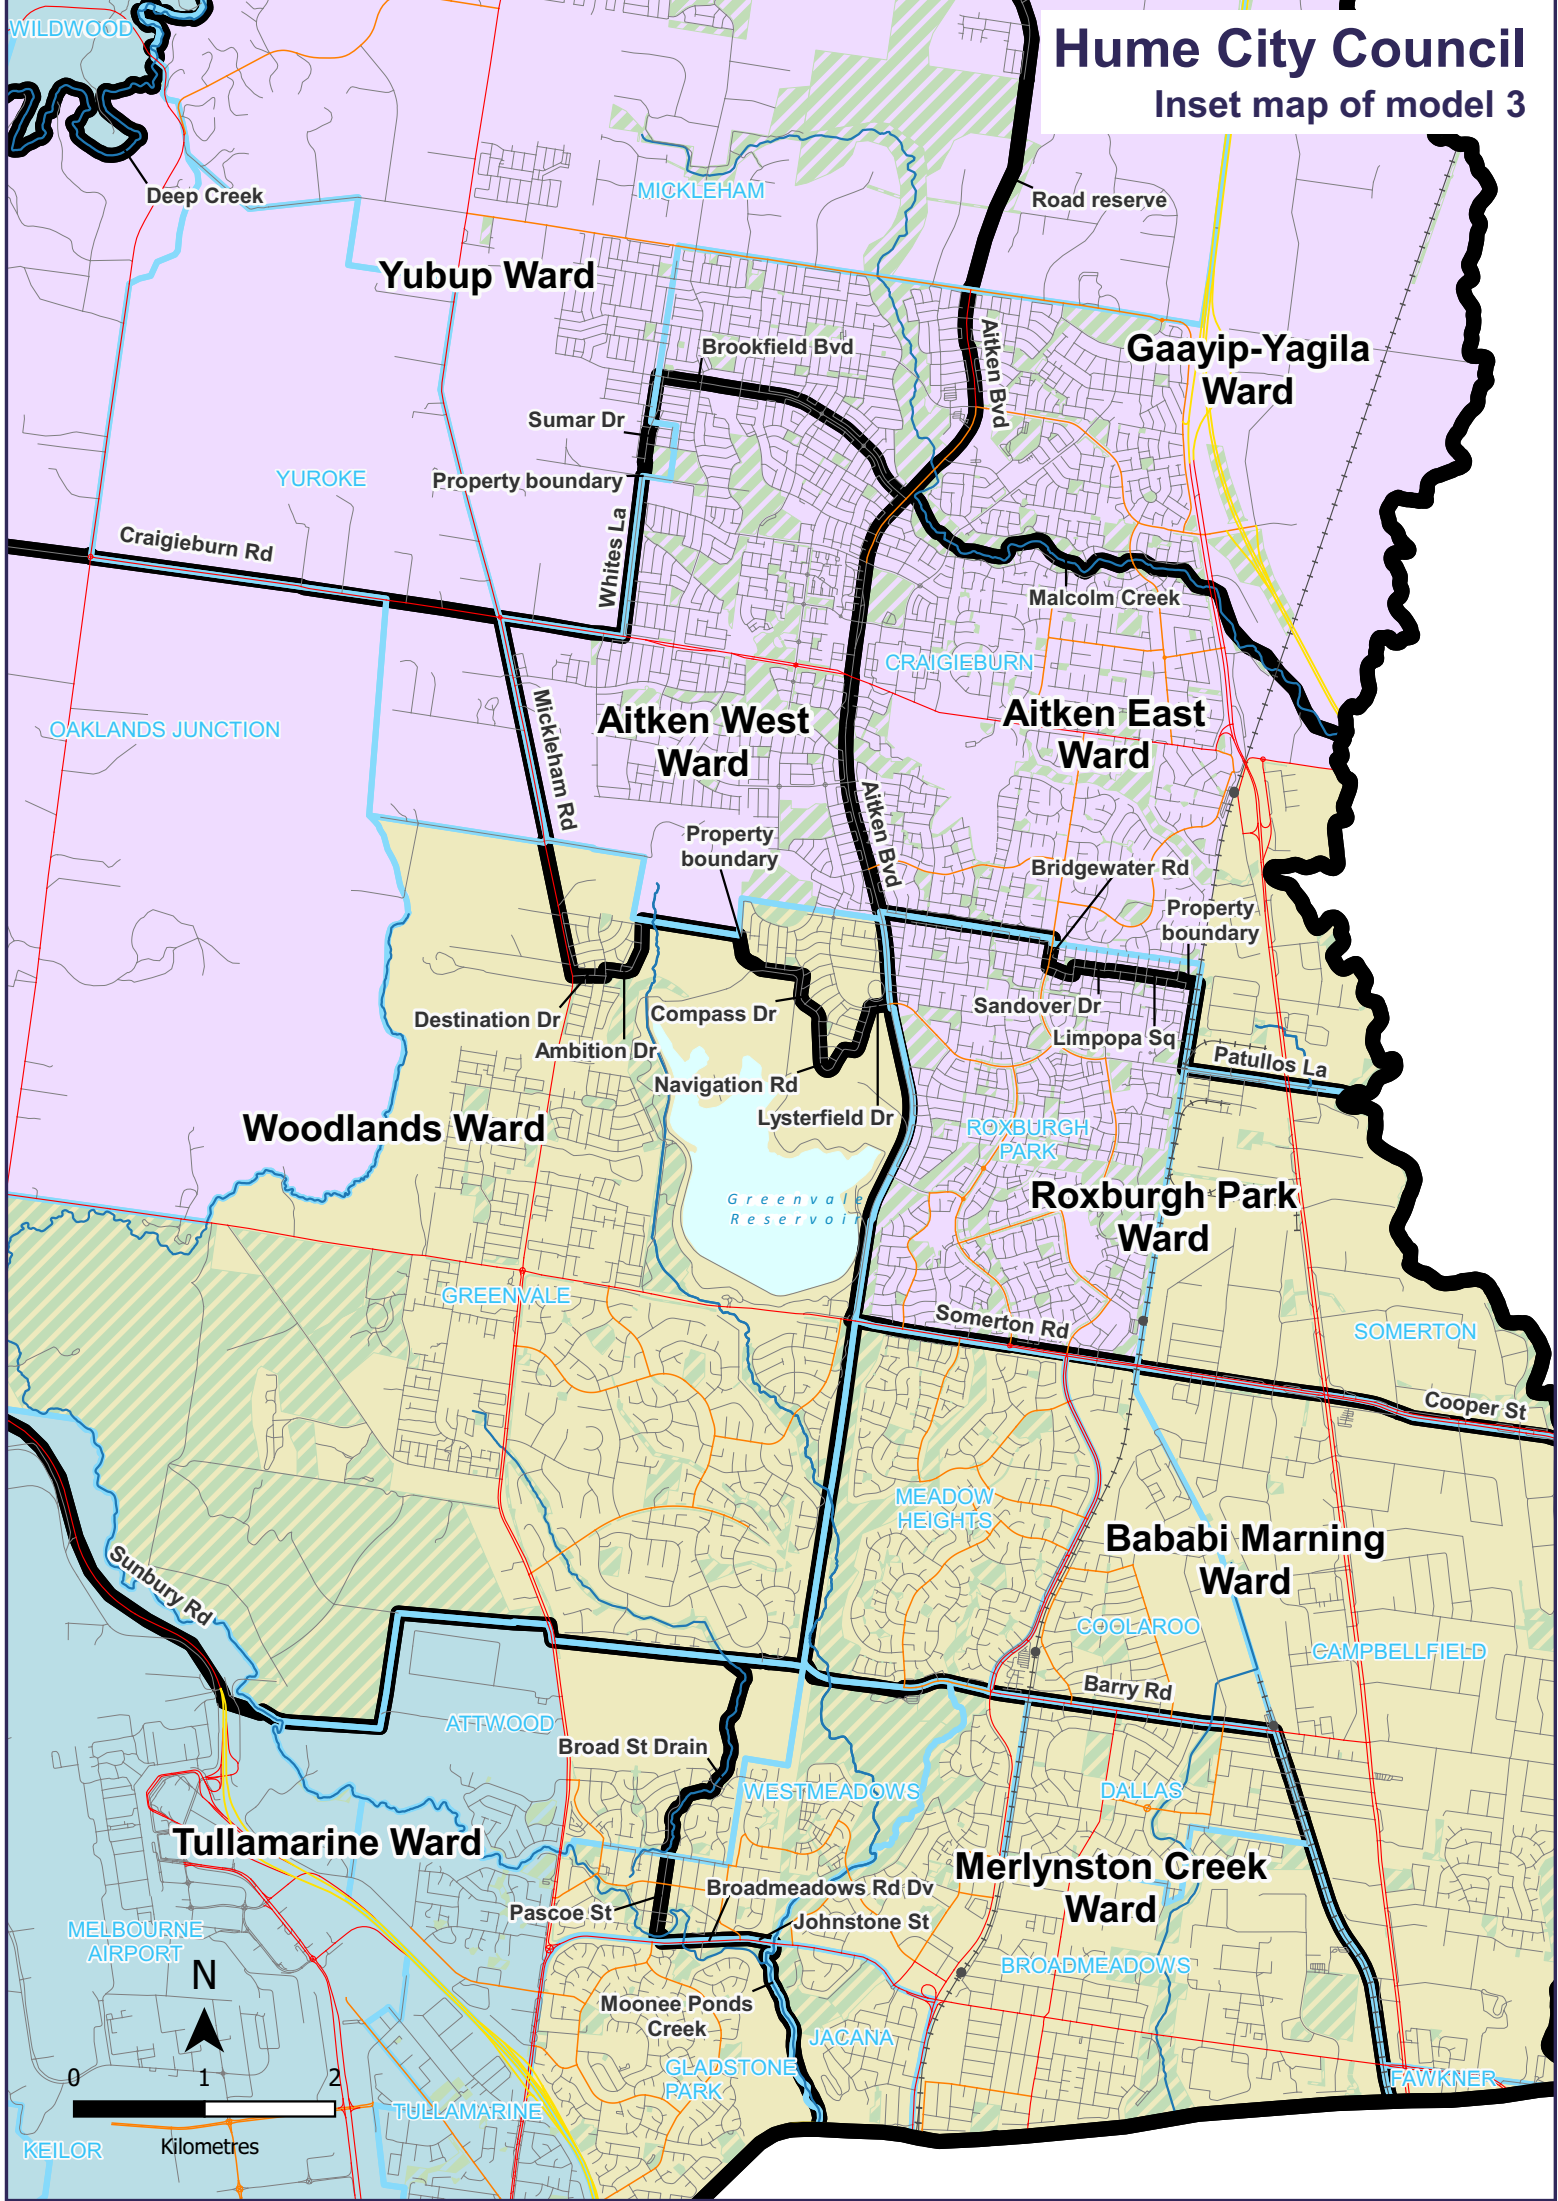 Hume City Council
Inset map of model 3
WILDWOOD
Deep Creek
MICKLEHAM
Road reserve
Yubup Ward
Brookfield Bvd
Aitken Bvd
Gaayip-Yagila
Ward
Sumar Dr
YUROKE
Property boundary
Craigieburn Rd
Whites La
Malcolm Creek
CRAIGIEBURN
OAKLANDS JUNCTION
Mickleham Rd
Aitken West
Ward
Aitken East
Ward
Aitken Bvd
Property
boundary
Bridgewater Rd
Property
boundary
Destination Dr
Compass Dr
Sandover Dr
Ambition Dr
Limpopa Sq
Patullos La
Navigation Rd
Lysterfield Dr
Woodlands Ward
ROXBURGH
PARK
Greenvale
Reservoir
Roxburgh Park
Ward
GREENVALE
Somerton Rd
SOMERTON
Cooper St
MEADOW
HEIGHTS
Bababi Marning
Ward
Sunbury Rd
COOLAROO
CAMPBELLFIELD
Barry Rd
ATTWOOD
Broad St Drain
WESTMEADOWS
DALLAS
Tullamarine Ward
Merlynston Creek
Ward
Broadmeadows Rd Dv
Pascoe St
Johnstone St
MELBOURNE
AIRPORT
BROADMEADOWS
N
Moonee Ponds
Creek
JACANA
GLADSTONE
PARK
FAWKNER
0 1 2
TULLAMARINE
Kilometres
KEILOR